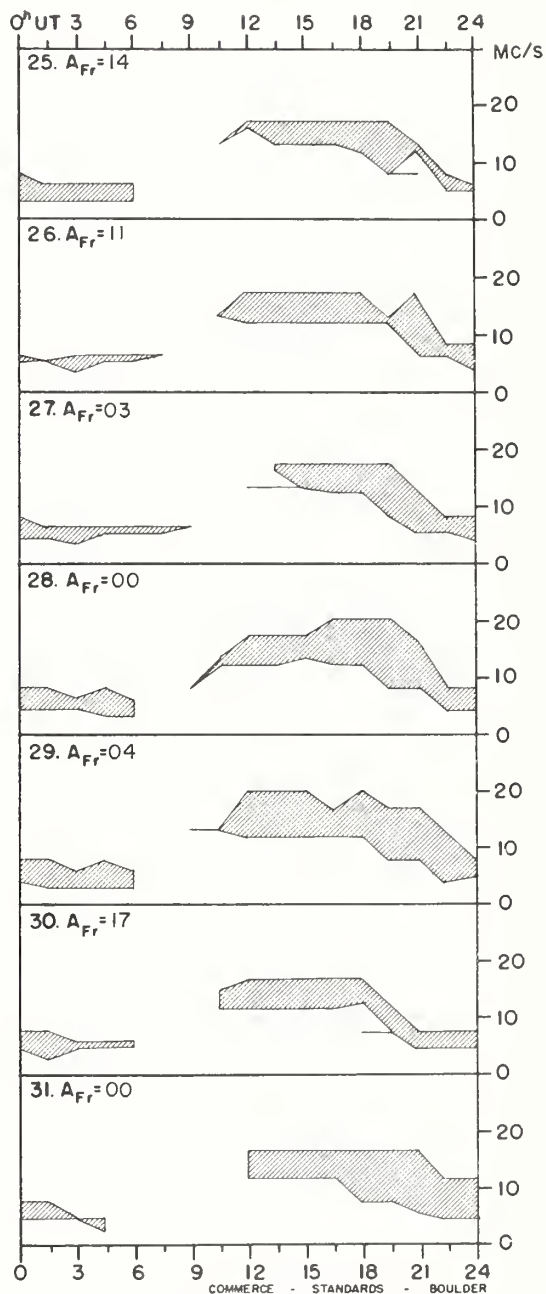 0ʰ UT 3 6 9 12 15 18 21 24
MC/S
25. A_Fr=14
20
10
0
26. A_Fr=11
20
10
0
27. A_Fr=03
20
10
0
28. A_Fr=00
20
10
0
29. A_Fr=04
20
10
0
30. A_Fr=17
20
10
0
31. A_Fr=00
20
10
0
0 3 6 9 12 15 18 21 24
COMMERCE - STANDARDS - BOULDER